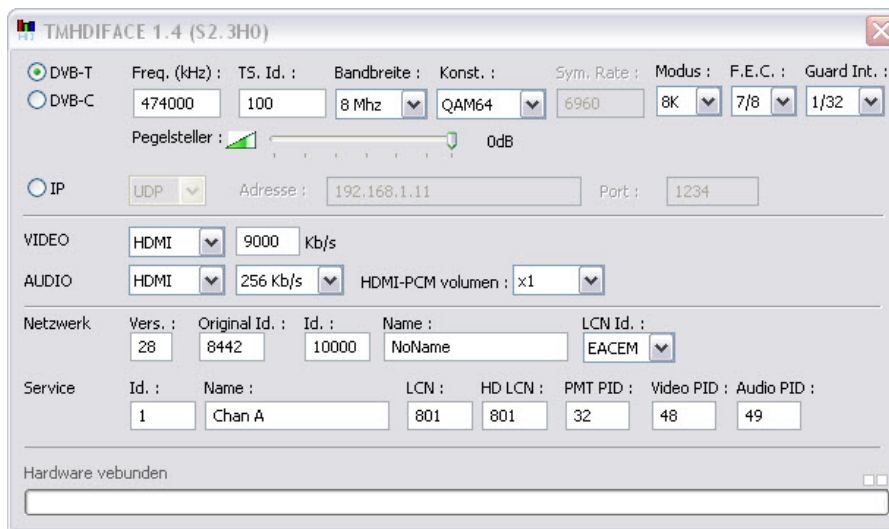 TMHDIFACE 1.4 (S2.3H0)
DVB-T Freq. (kHz) : TS. Id. : Bandbreite : Konst. : Sym. Rate : Modus : F.E.C. : Guard Int. :
DVB-C 474000 100 8 Mhz QAM64 6960 8K 7/8 1/32
Pegelsteller : 0dB
IP UDP Adresse : 192.168.1.11 Port : 1234
VIDEO HDMI 9000 Kb/s
AUDIO HDMI 256 Kb/s HDMI-PCM volumen : x1
Netzwerk Vers. : Original Id. : Id. : Name : LCN Id. :
28 8442 10000 NoName EACEM
Service Id. : Name : LCN : HD LCN : PMT PID : Video PID : Audio PID :
1 Chan A 801 801 32 48 49
Hardware vebunden